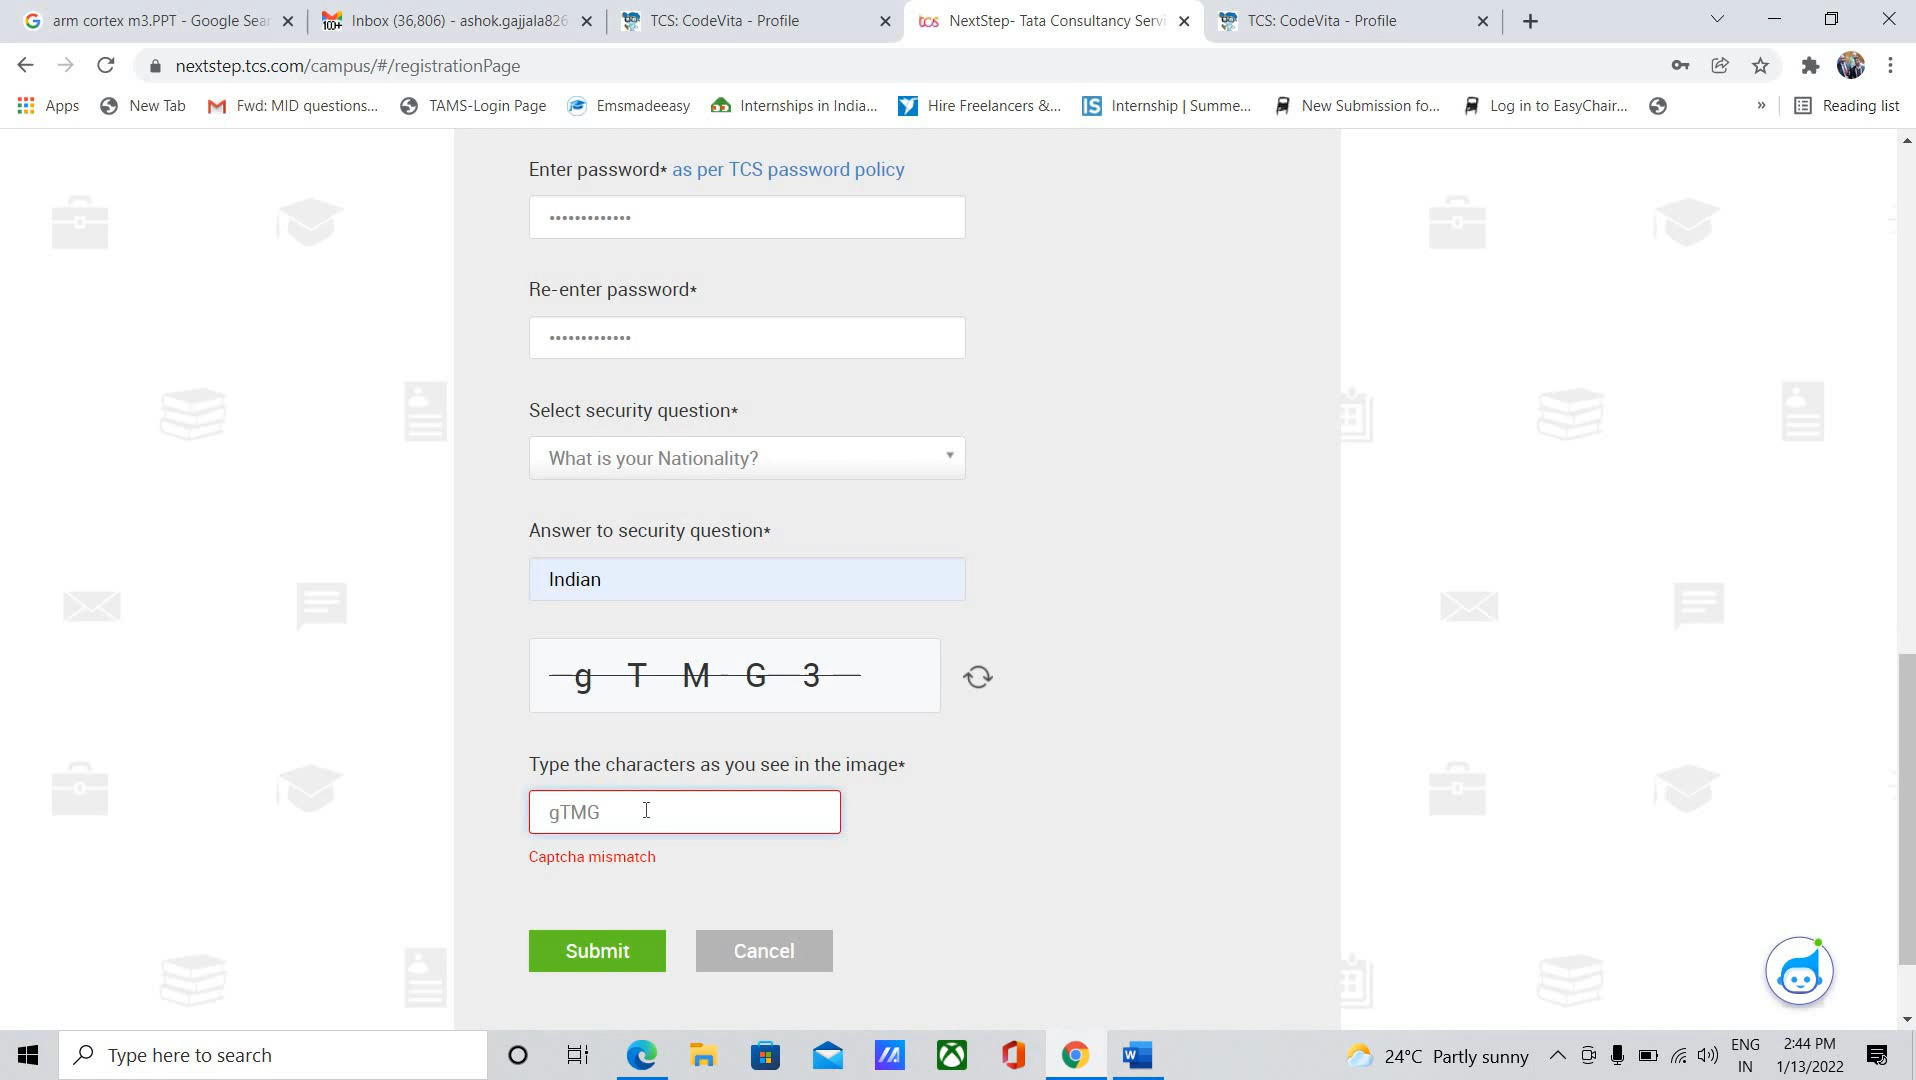 arm cortex m3.PPT - Google Sear
Inbox (36,806) - ashok.gajjala826
TCS: CodeVita - Profile
tcs NextStep- Tata Consultancy Servi
TCS: CodeVita - Profile
nextstep.tcs.com/campus/#/registrationPage
Apps
New Tab
Fwd: MID questions...
TAMS-Login Page
Emsmadeeasy
Internships in India...
Hire Freelancers &...
IS Internship | Summe...
New Submission fo...
Log in to EasyChair...
»
Reading list
Enter password* as per TCS password policy
•••••••••••••
Re-enter password*
•••••••••••••
Select security question*
What is your Nationality?
Answer to security question*
Indian
g T M G 3
Type the characters as you see in the image*
gTMG
Captcha mismatch
Submit Cancel
Type here to search
24°C Partly sunny
ENG
IN
2:44 PM
1/13/2022